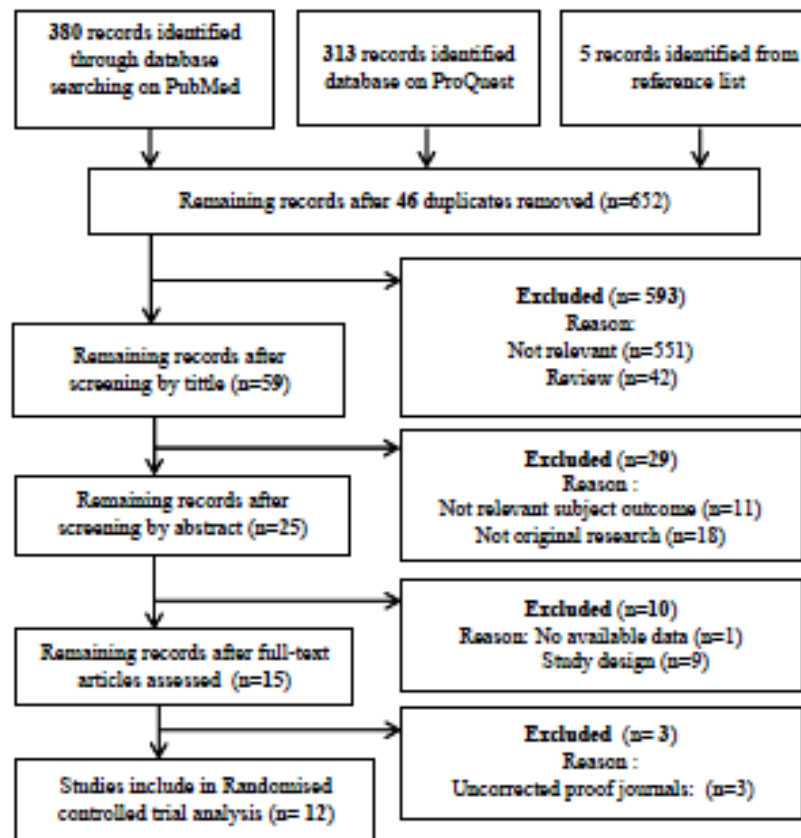 380 records identified
through database
searching on PubMed
313 records identified
database on ProQuest
5 records identified from
reference list
Remaining records after 46 duplicates removed (n=652)
Excluded (n= 593)
Reason:
Not relevant (n=551)
Review (n=42)
Remaining records after
screening by tittle (n=59)
Excluded (n=29)
Reason :
Not relevant subject outcome (n=11)
Not original research (n=18)
Remaining records after
screening by abstract (n=25)
Excluded (n=10)
Reason: No available data (n=1)
Study design (n=9)
Remaining records after full-text
articles assessed (n=15)
Excluded (n= 3)
Reason :
Uncorrected proof journals: (n=3)
Studies include in Randomised
controlled trial analysis (n= 12)